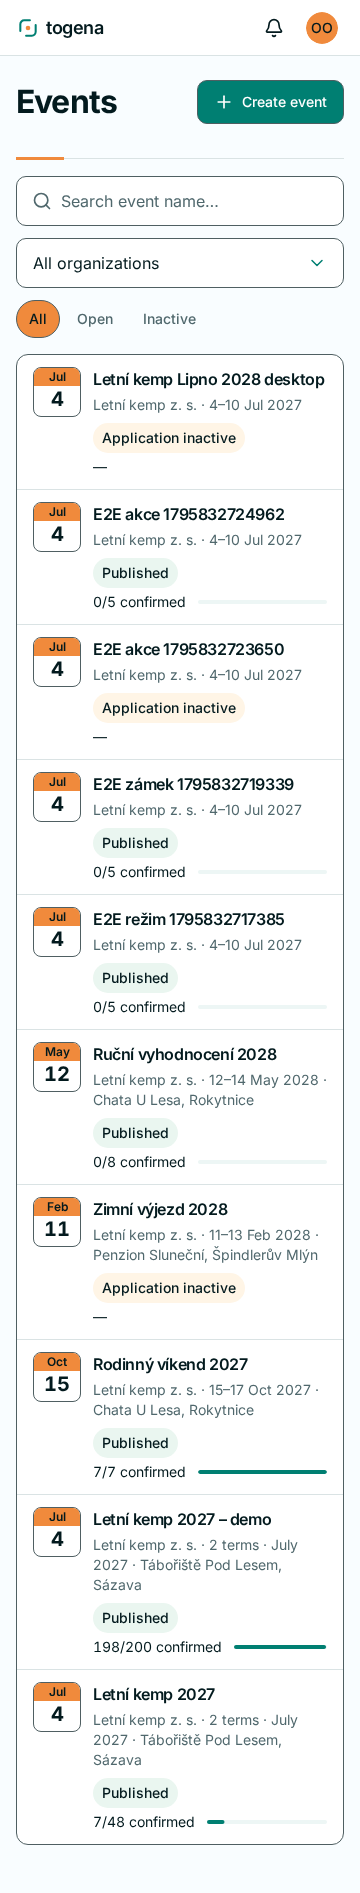 togena
OO
Events
Create event
Search event name...
All organizations
All
Open
Inactive
Jul
4
Letní kemp Lipno 2028 desktop
Letní kemp z. s. · 4–10 Jul 2027
Application inactive
—
Jul
4
E2E akce 1795832724962
Letní kemp z. s. · 4–10 Jul 2027
Published
0/5 confirmed
Jul
4
E2E akce 1795832723650
Letní kemp z. s. · 4–10 Jul 2027
Application inactive
—
Jul
4
E2E zámek 1795832719339
Letní kemp z. s. · 4–10 Jul 2027
Published
0/5 confirmed
Jul
4
E2E režim 1795832717385
Letní kemp z. s. · 4–10 Jul 2027
Published
0/5 confirmed
May
12
Ruční vyhodnocení 2028
Letní kemp z. s. · 12–14 May 2028 ·
Chata U Lesa, Rokytnice
Published
0/8 confirmed
Feb
11
Zimní výjezd 2028
Letní kemp z. s. · 11–13 Feb 2028 ·
Penzion Sluneční, Špindlerův Mlýn
Application inactive
—
Oct
15
Rodinný víkend 2027
Letní kemp z. s. · 15–17 Oct 2027 ·
Chata U Lesa, Rokytnice
Published
7/7 confirmed
Jul
4
Letní kemp 2027 – demo
Letní kemp z. s. · 2 terms · July
2027 · Tábořiště Pod Lesem,
Sázava
Published
198/200 confirmed
Jul
4
Letní kemp 2027
Letní kemp z. s. · 2 terms · July
2027 · Tábořiště Pod Lesem,
Sázava
Published
7/48 confirmed